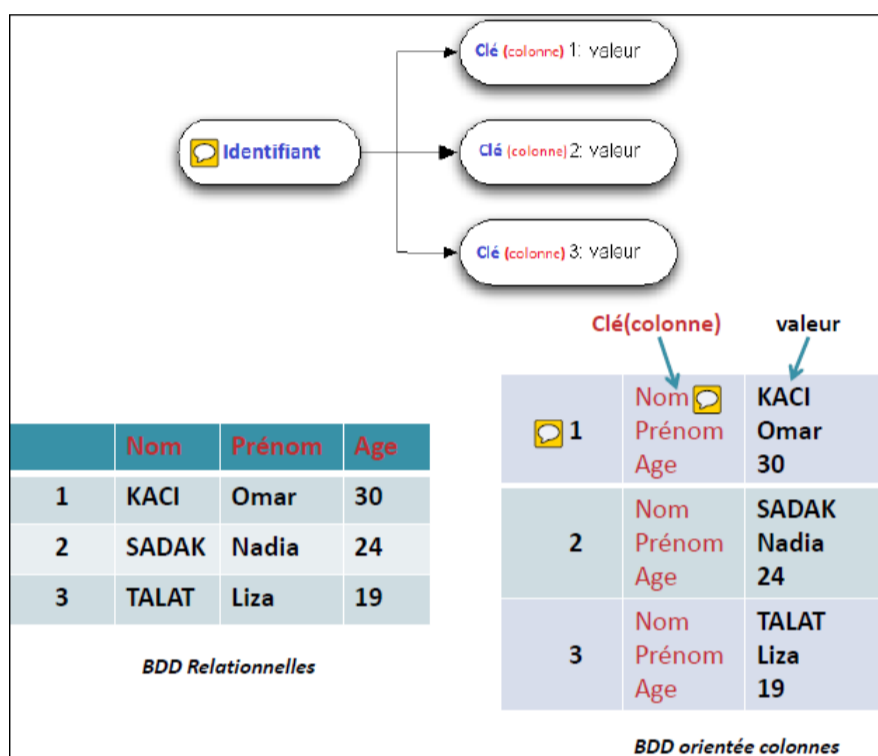 Clé (colonne) 1: valeur
Identifiant
Clé (colonne) 2: valeur
Clé (colonne) 3: valeur
Clé(colonne) valeur
Nom Prénom Age
1 KACI Omar 30
2 SADAK Nadia 24
3 TALAT Liza 19
BDD Relationnelles
Nom KACI
1 Prénom Omar
Age 30
Nom SADAK
2 Prénom Nadia
Age 24
Nom TALAT
3 Prénom Liza
Age 19
BDD orientée colonnes